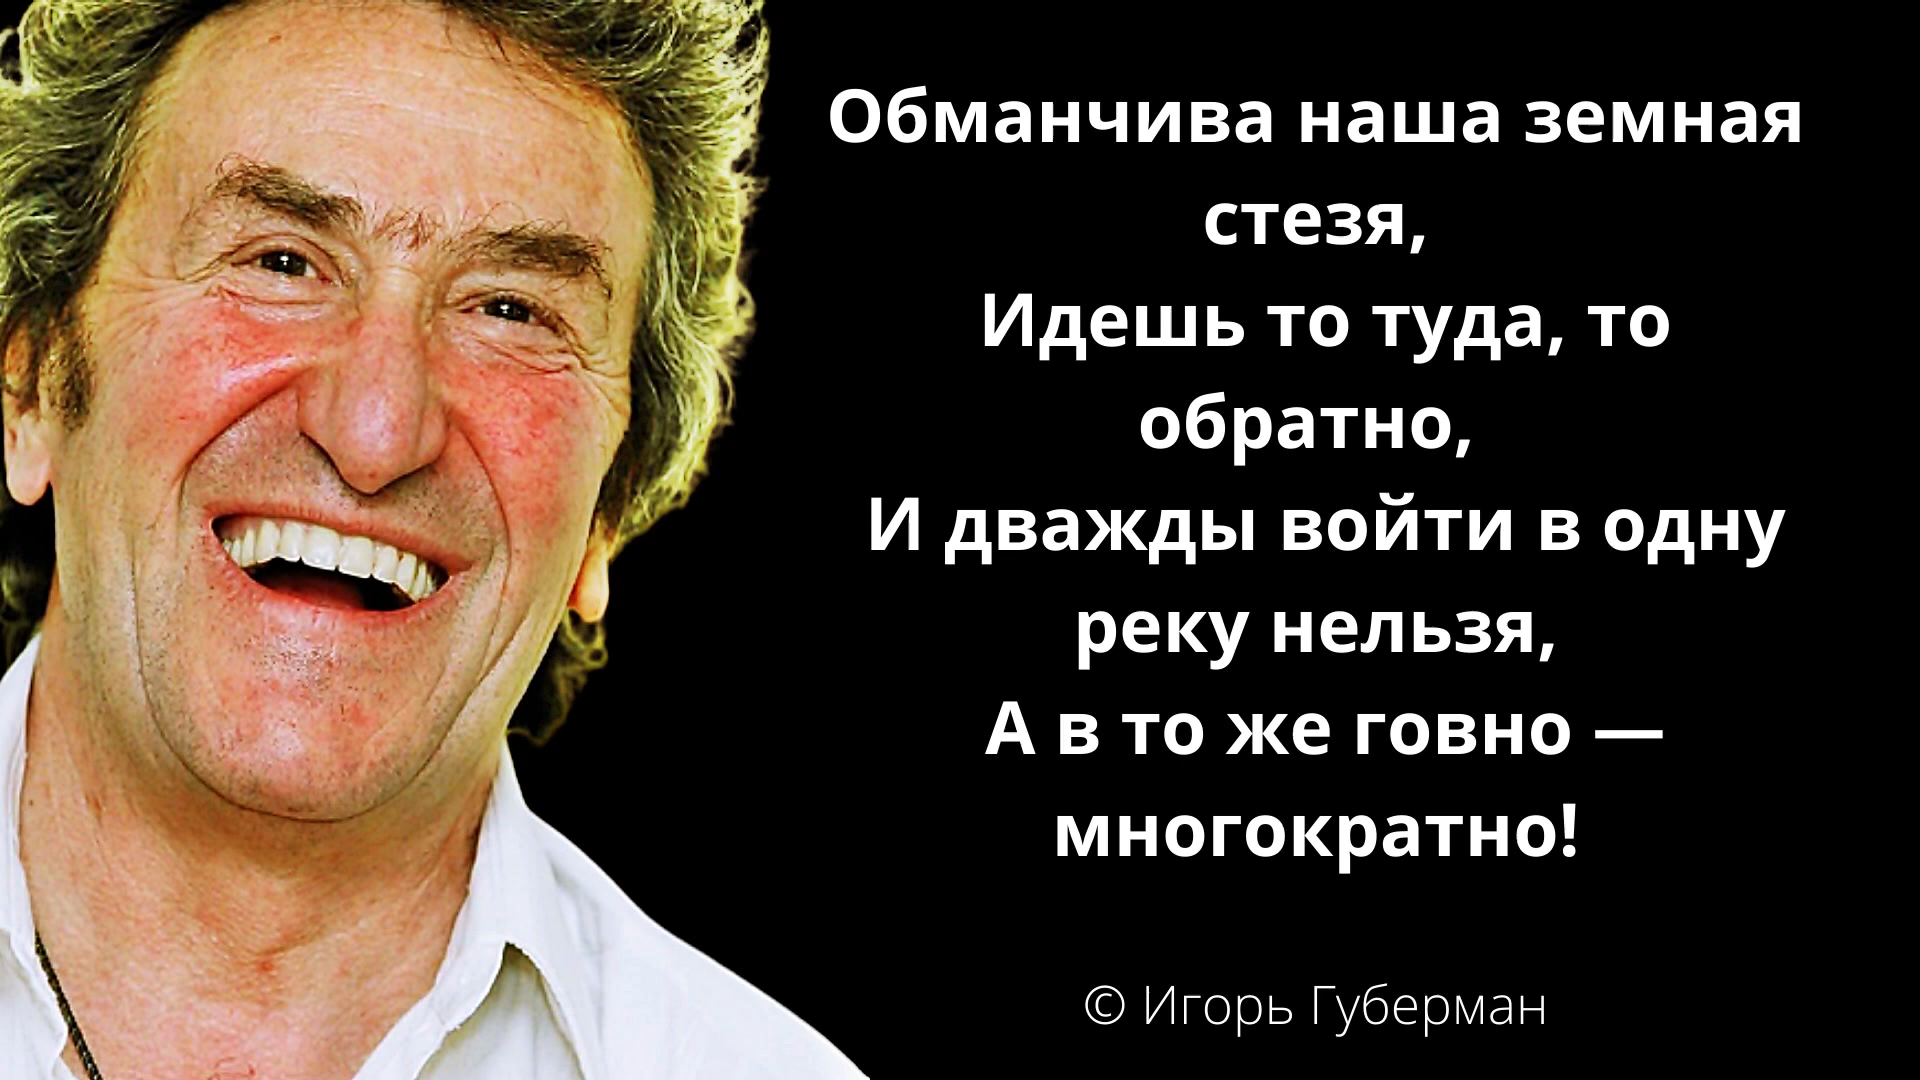 Обманчива наша земная
стезя,
Идешь то туда, то
обратно,
И дважды войти в одну
реку нельзя,
А в то же говно —
многократно!
© Игорь Губерман